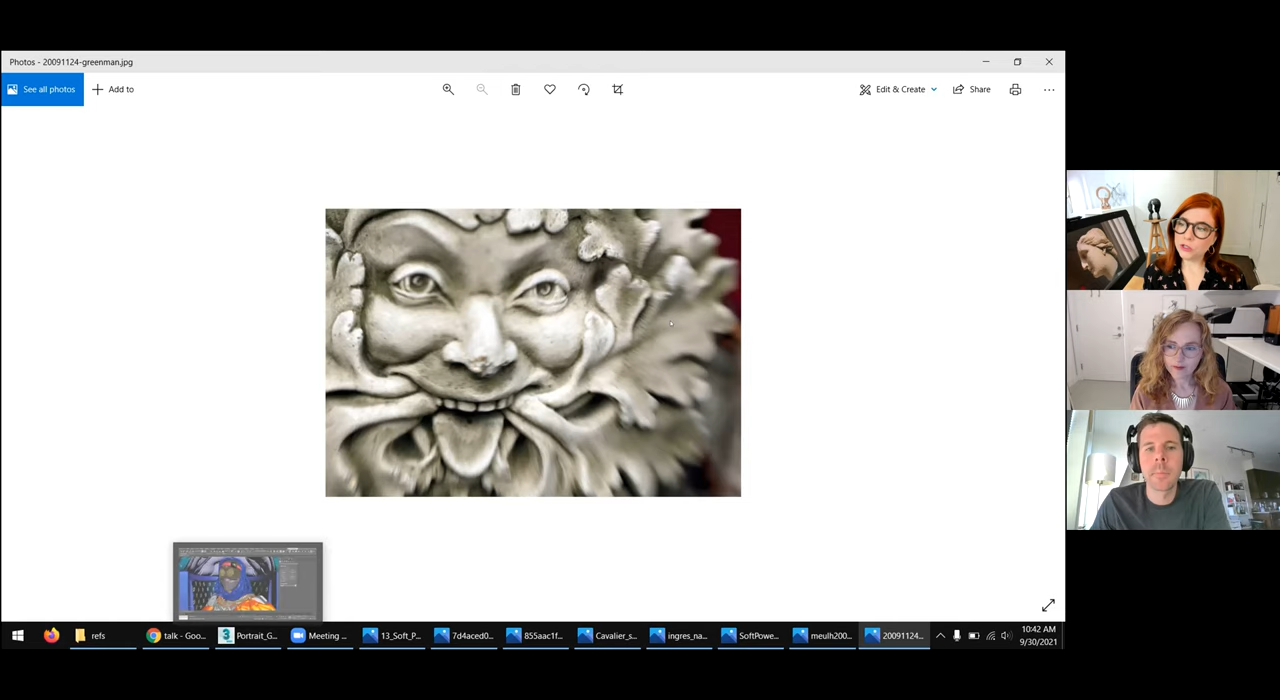 Photos - 20091124-greenman.jpg
See all photos
Add to
Edit & Create
Share
refs
talk - Goo...
Portrait_G...
Meeting ...
13_Soft_P...
7d4aced0...
855aac1f...
Cavalier_s...
ingres_na...
SoftPowe...
meulh200...
20091124...
10:42 AM
9/30/2021